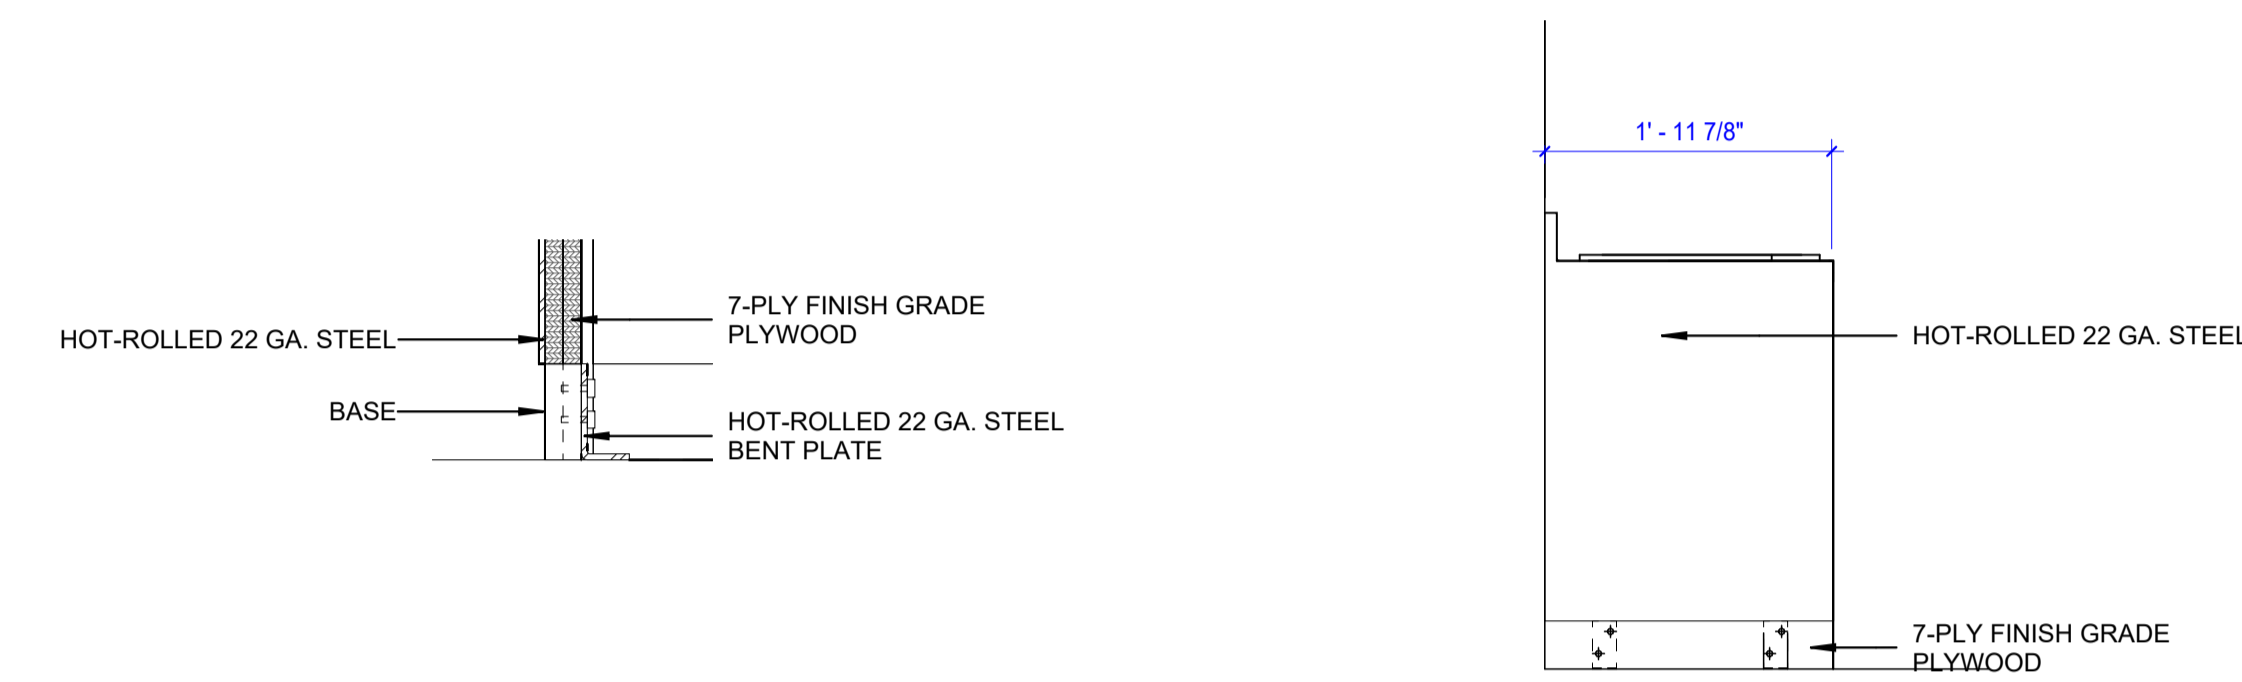 HOT-ROLLED 22 GA. STEEL
7-PLY FINISH GRADE
PLYWOOD
BASE
HOT-ROLLED 22 GA. STEEL
BENT PLATE
1' - 11 7/8"
HOT-ROLLED 22 GA. STEEL
7-PLY FINISH GRADE
PLYWOOD